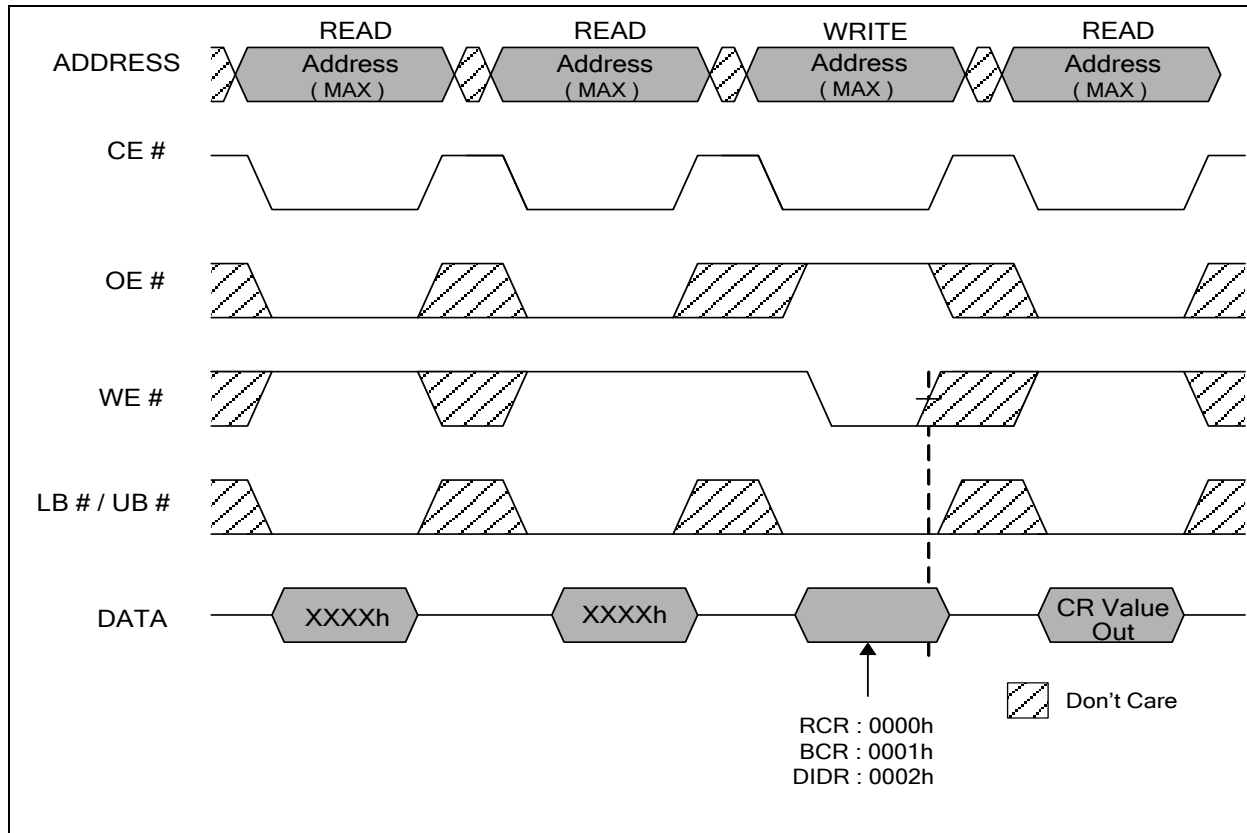 READ READ WRITE READ
ADDRESS Address Address Address Address
( MAX ) ( MAX ) ( MAX ) ( MAX )
CE #
OE #
WE #
LB # / UB #
DATA XXXXh XXXXh CR Value
Out
Don't Care
RCR : 0000h
BCR : 0001h
DIDR : 0002h